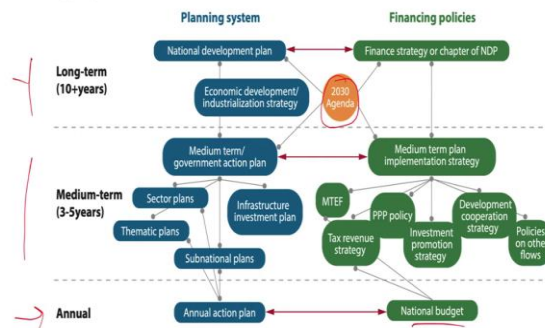 Planning system
Financing policies
Long-term
(10+years)
National development plan
Finance strategy or chapter of NDP
Economic development/
industrialization strategy
2030
Agenda
Medium-term
(3-5years)
Medium term/
government action plan
Medium term plan
implementation strategy
Sector plans
Infrastructure
investment plan
Thematic plans
Subnational plans
MTEF
PPP policy
Development
cooperation
strategy
Tax revenue
strategy
Investment
promotion
strategy
Policies
on other
flows
Annual
Annual action plan
National budget